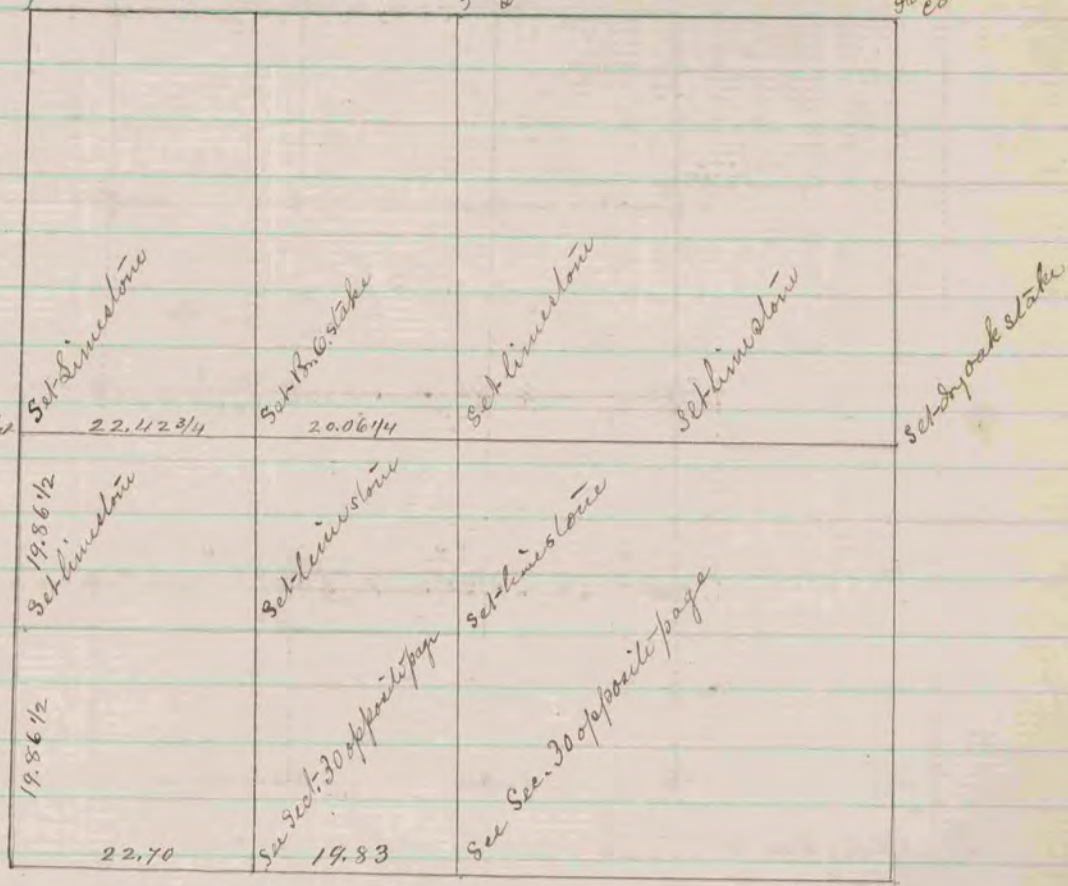 Set Limestone
Set B. O. stake
Set limestone
Set limestone
Set dry oak stake
22.42 3/4
20.06 1/4
19.86 1/2
Set limestone
Set limestone
Set limestone
19.86 1/2
See Sect. 30 opposite page
See Sec. 30 opposite page
22.70
19.83